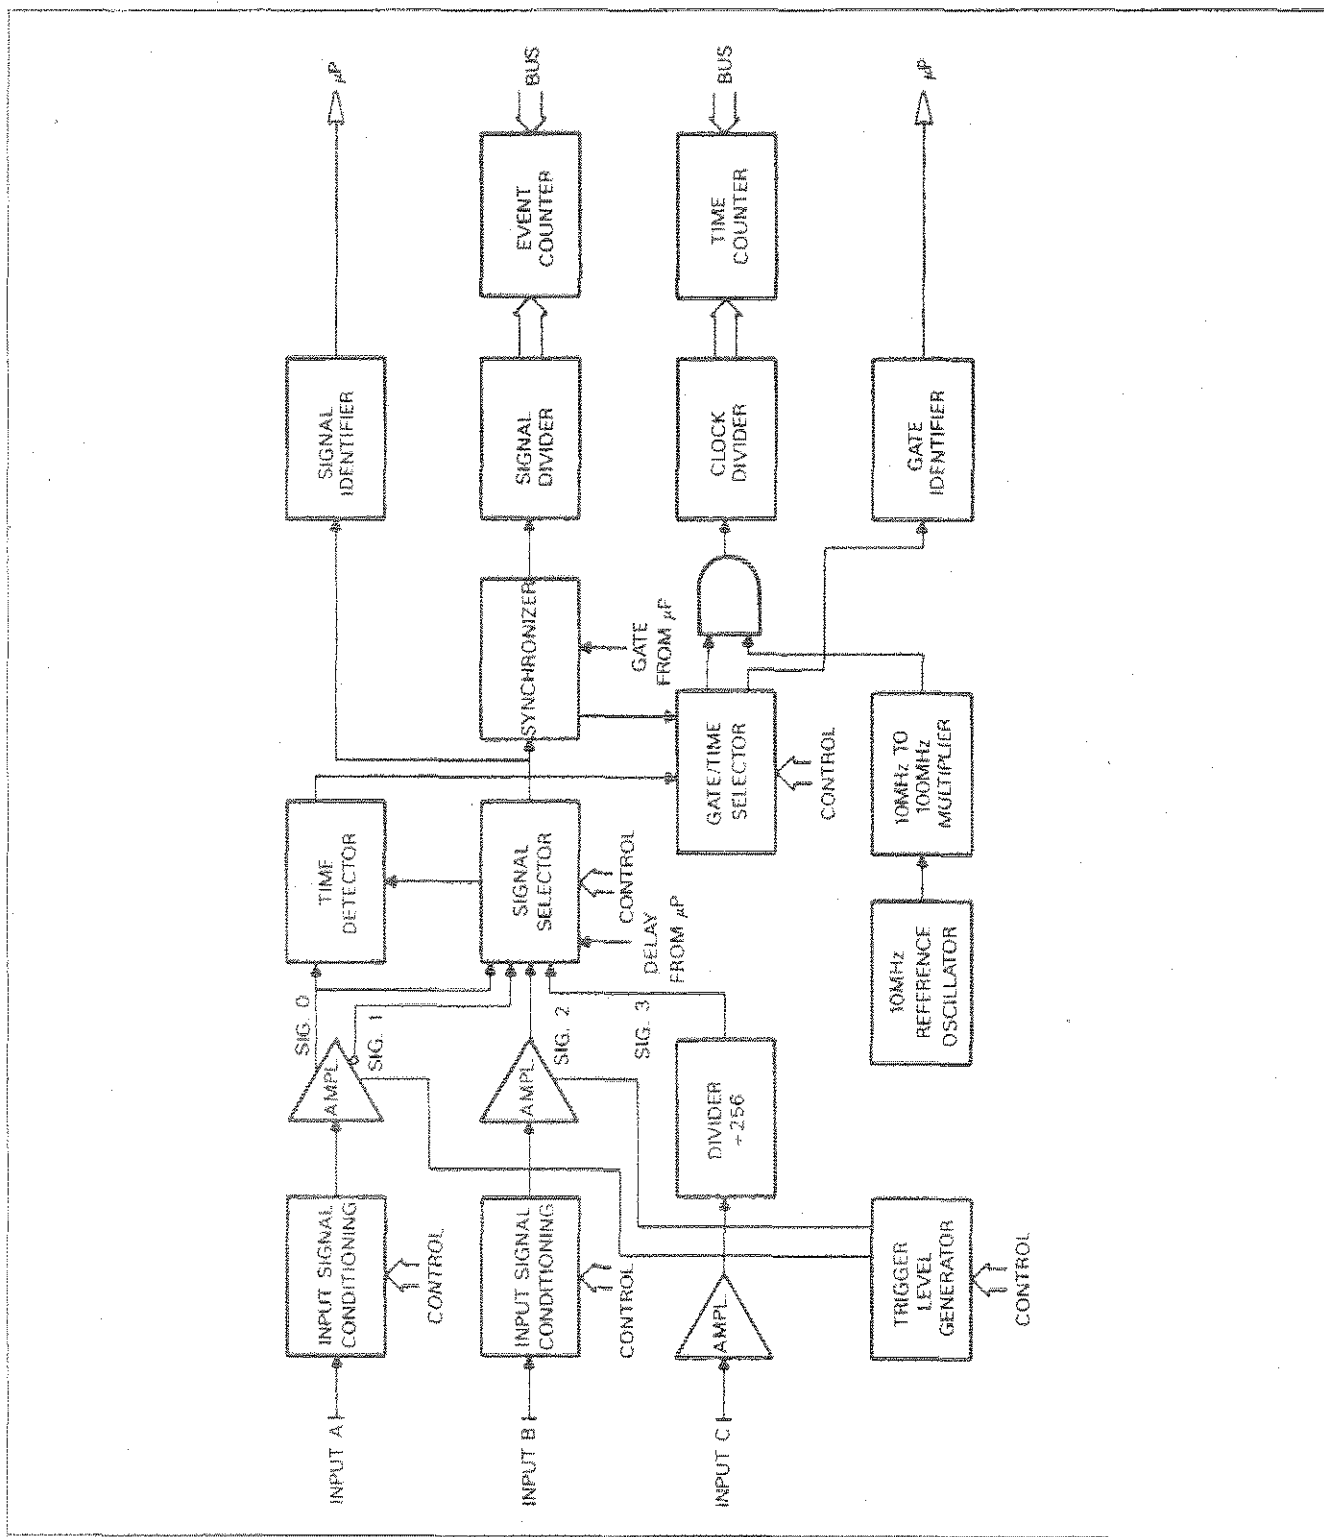 INPUT A
INPUT SIGNAL
CONDITIONING
CONTROL
AMPL.
SIG. 0
SIG. 1
TIME
DETECTOR
SIGNAL
IDENTIFIER
μP
INPUT B
INPUT SIGNAL
CONDITIONING
CONTROL
AMPL.
SIG. 2
SIG. 3
SIGNAL
SELECTOR
DELAY
FROM μP
CONTROL
SYNCHRONIZER
GATE
FROM μP
SIGNAL
DIVIDER
EVENT
COUNTER
BUS
INPUT C
AMPL.
DIVIDER
÷256
GATE/TIME
SELECTOR
CONTROL
CLOCK
DIVIDER
TIME
COUNTER
BUS
TRIGGER
LEVEL
GENERATOR
CONTROL
10MHz
REFERENCE
OSCILLATOR
10MHz TO
100MHz
MULTIPLIER
GATE
IDENTIFIER
μP